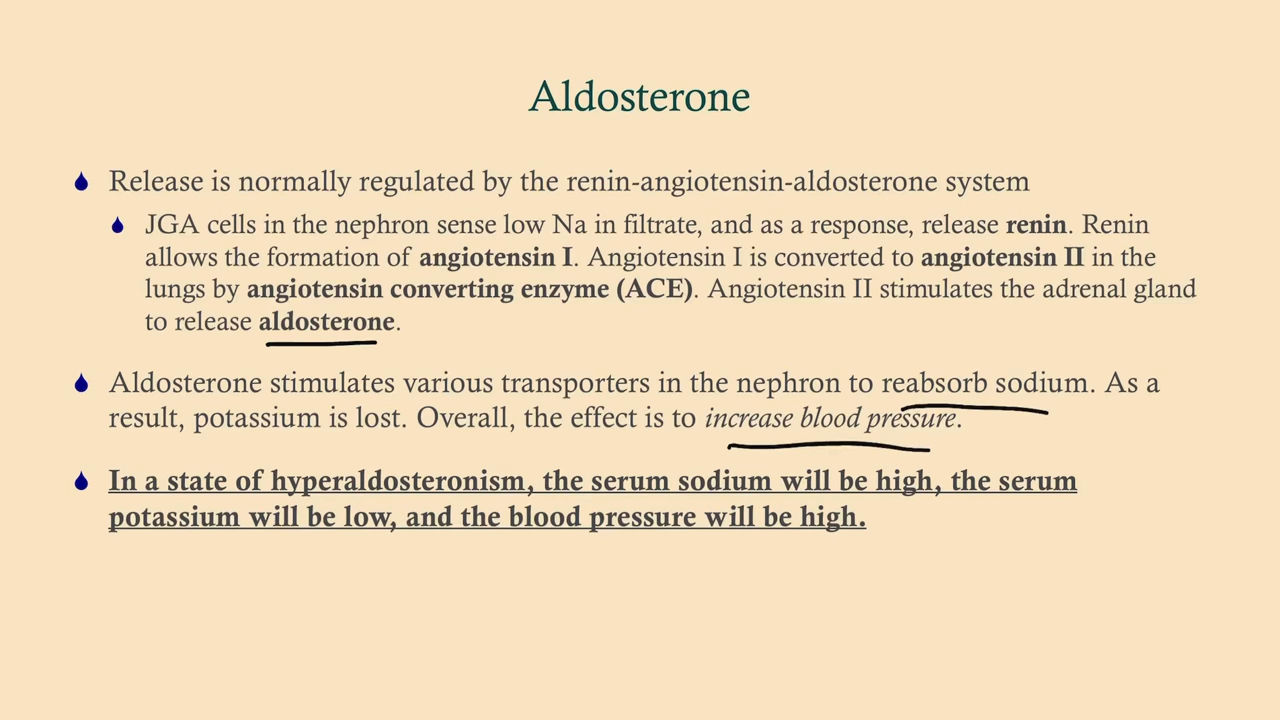 Aldosterone
Release is normally regulated by the renin-angiotensin-aldosterone system
JGA cells in the nephron sense low Na in filtrate, and as a response, release renin. Renin
allows the formation of angiotensin I. Angiotensin I is converted to angiotensin II in the
lungs by angiotensin converting enzyme (ACE). Angiotensin II stimulates the adrenal gland
to release aldosterone.
Aldosterone stimulates various transporters in the nephron to reabsorb sodium. As a
result, potassium is lost. Overall, the effect is to increase blood pressure.
In a state of hyperaldosteronism, the serum sodium will be high, the serum
potassium will be low, and the blood pressure will be high.